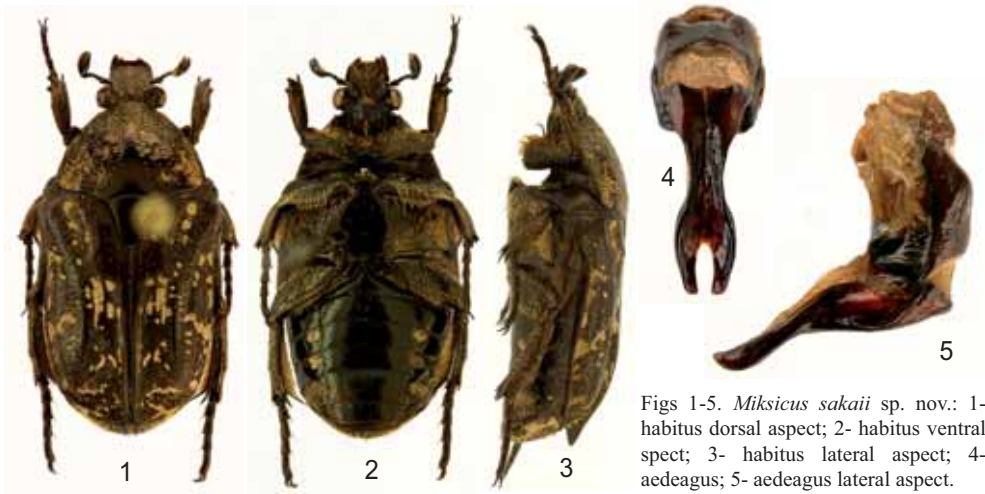 1
2
3
4
5
Figs 1-5. Miksicus sakaii sp. nov.: 1-
habitus dorsal aspect; 2- habitus ventral
spect; 3- habitus lateral aspect; 4-
aedeagus; 5- aedeagus lateral aspect.